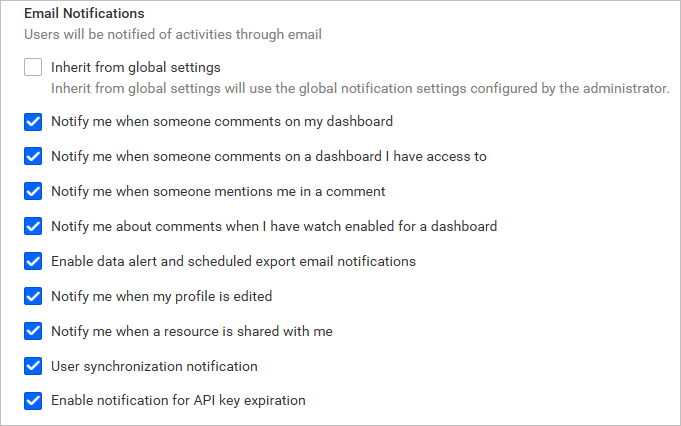 Email Notifications
Users will be notified of activities through email
Inherit from global settings
Inherit from global settings will use the global notification settings configured by the administrator.
Notify me when someone comments on my dashboard
Notify me when someone comments on a dashboard I have access to
Notify me when someone mentions me in a comment
Notify me about comments when I have watch enabled for a dashboard
Enable data alert and scheduled export email notifications
Notify me when my profile is edited
Notify me when a resource is shared with me
User synchronization notification
Enable notification for API key expiration